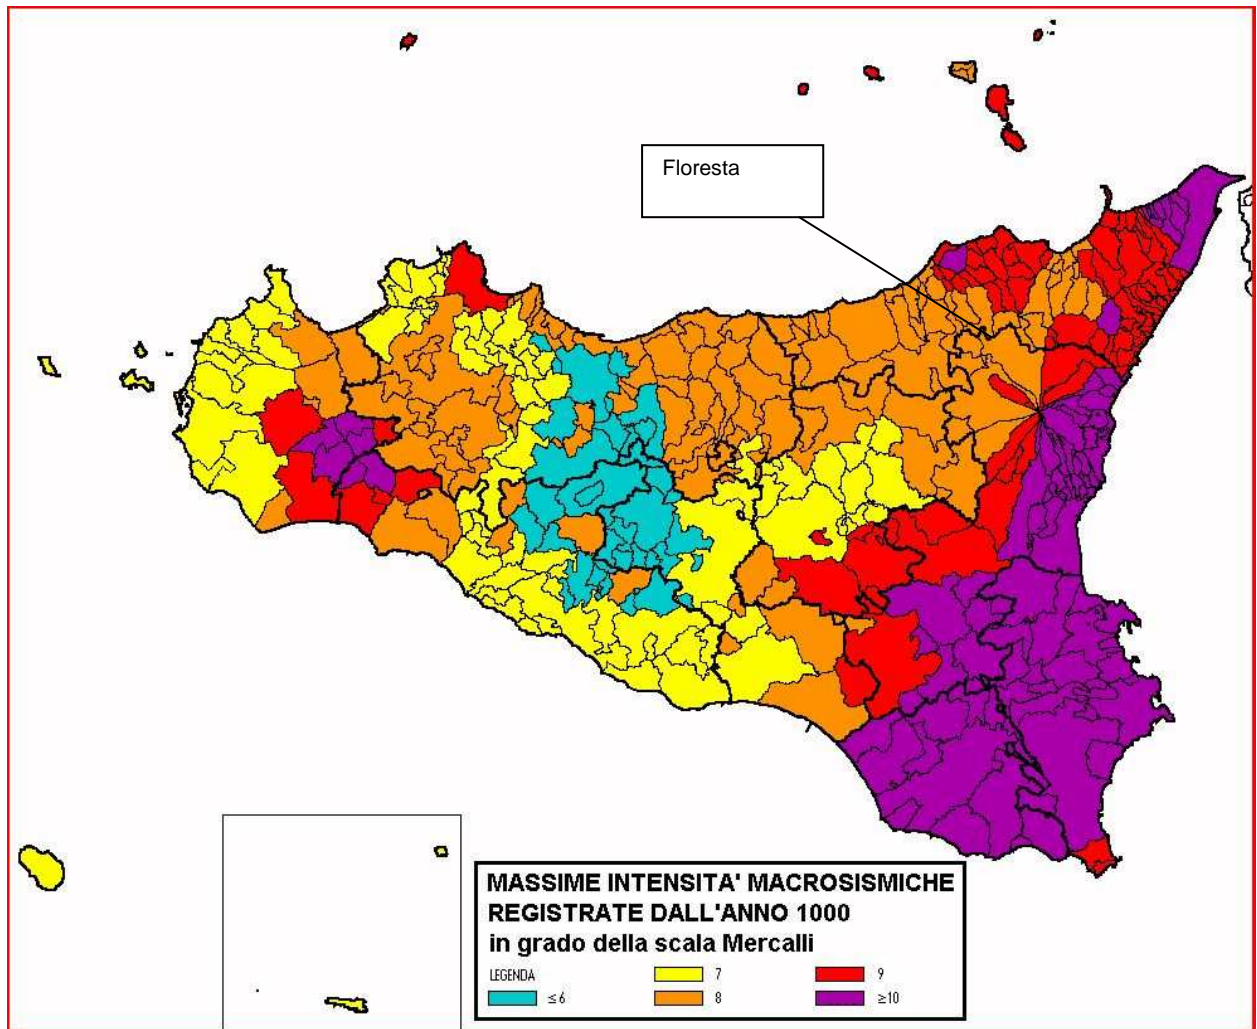 Floresta
MASSIME INTENSITA' MACROSISMICHE
REGISTRATE DALL'ANNO 1000
in grado della scala Mercalli
LEGENDA
7
9
≤6
8
≥10